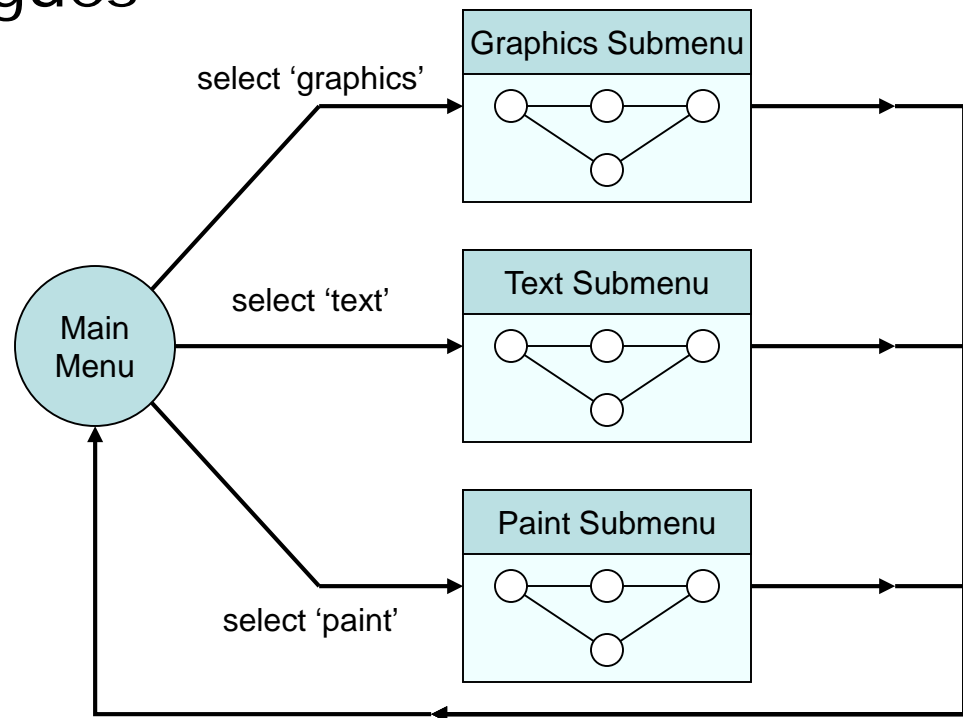 Graphics Submenu
select ‘graphics’
Text Submenu
select ‘text’
Main
Menu
Paint Submenu
select ‘paint’